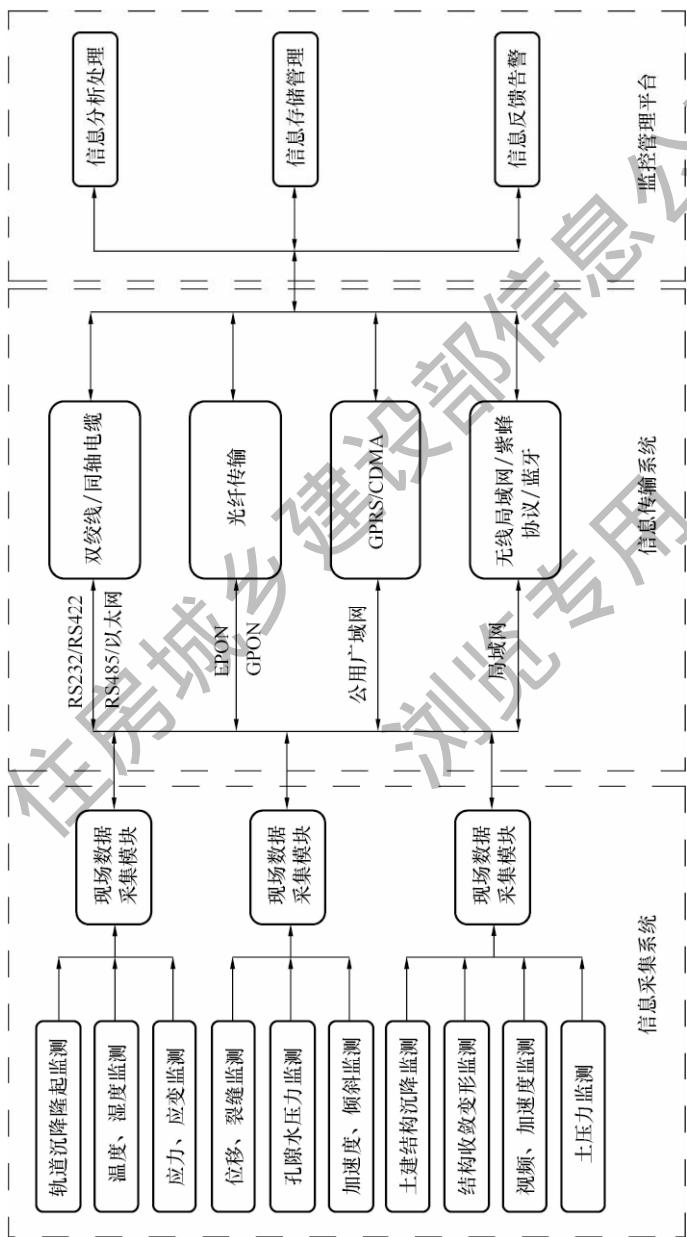 轨道沉降隆起监测
温度、湿度监测
应力、应变监测
位移、裂缝监测
孔隙水压力监测
加速度、倾斜监测
土建结构沉降监测
结构收敛变形监测
视频、加速度监测
土压力监测
现场数据
采集模块
现场数据
采集模块
现场数据
采集模块
信息采集系统
RS232/RS422
RS485/以太网
EPON
GPON
公用广域网
局域网
双绞线/同轴电缆
光纤传输
GPRS/CDMA
无线局域网/紫蜂
协议/蓝牙
信息传输系统
信息分析处理
信息存储管理
信息反馈告警
监控管理平台
住房城乡建设部信息公
浏览专用